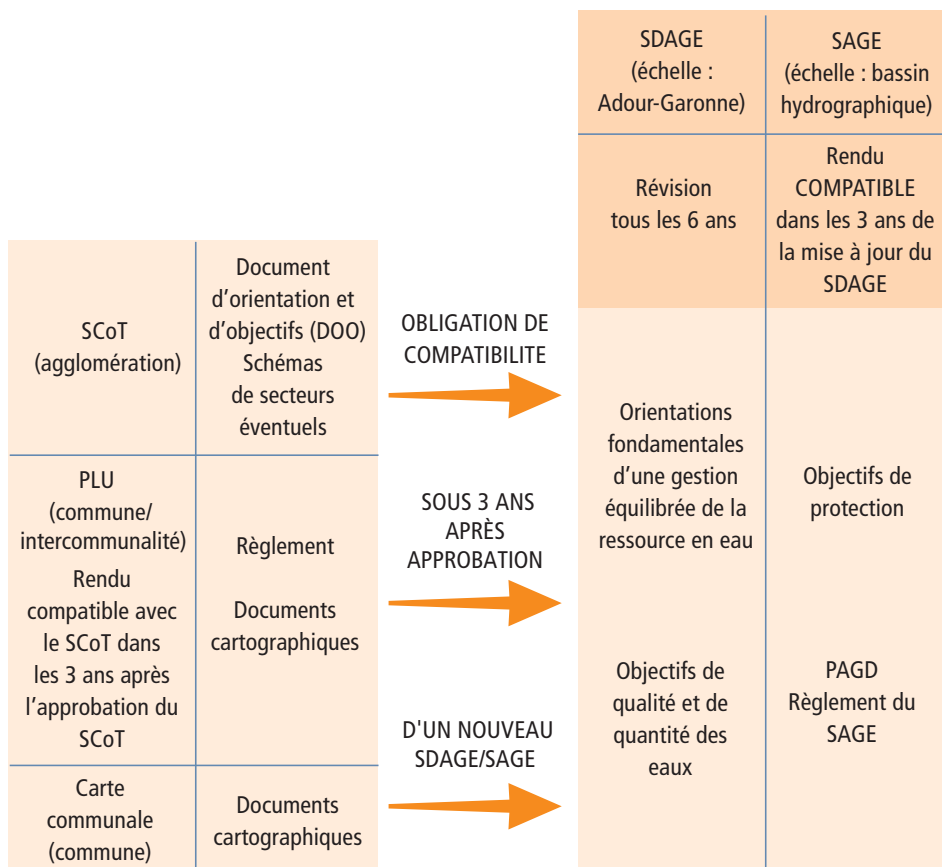 SDAGE
(échelle :
Adour-Garonne)
SAGE
(échelle : bassin
hydrographique)
Révision
tous les 6 ans
Rendu
COMPATIBLE
dans les 3 ans de
la mise à jour du
SDAGE
SCoT
(agglomération)
Document
d'orientation et
d'objectifs (DOO)
Schémas
de secteurs
éventuels
OBLIGATION DE
COMPATIBILITE
Orientations
fondamentales
d'une gestion
équilibrée de la
ressource en eau
Objectifs de
protection
PLU
(commune/
intercommunalité)
Rendu
compatible avec
le SCoT dans
les 3 ans après
l'approbation du
SCoT
Règlement
Documents
cartographiques
SOUS 3 ANS
APRÈS
APPROBATION
Objectifs de
qualité et de
quantité des
eaux
PAGD
Règlement du
SAGE
Carte
communale
(commune)
Documents
cartographiques
D'UN NOUVEAU
SDAGE/SAGE